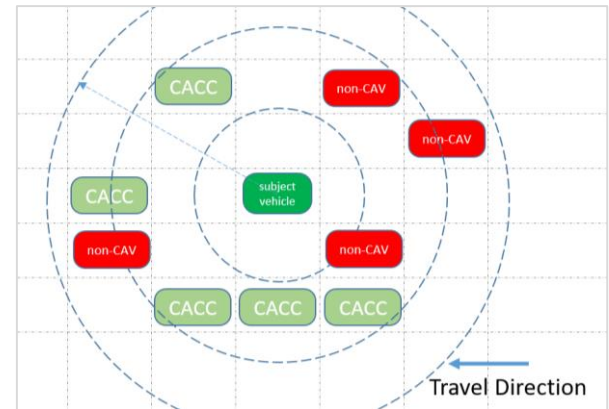 CACC
non-CAV
non-CAV
CACC
subject
vehicle
non-CAV
non-CAV
CACC
CACC
CACC
Travel Direction